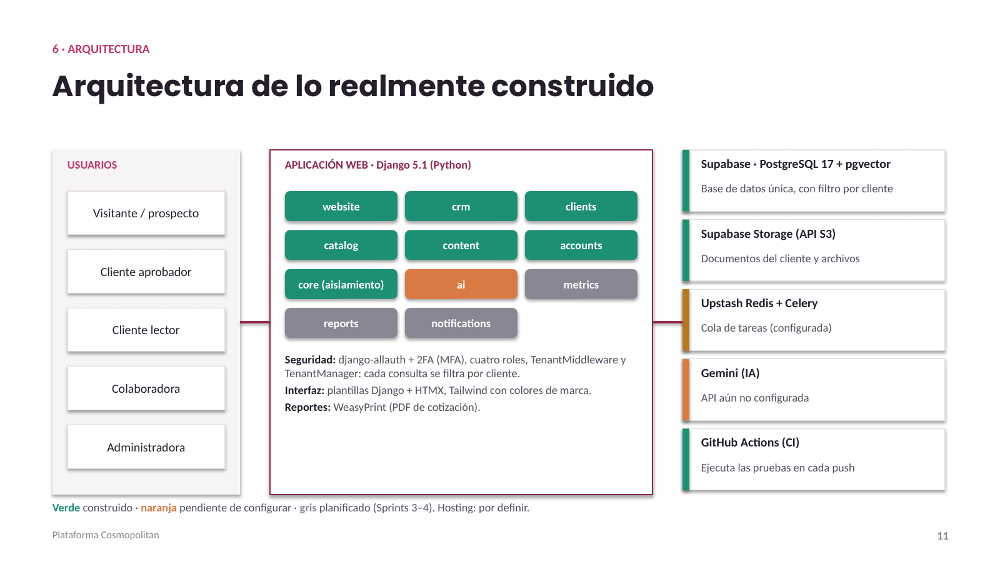 6 · ARQUITECTURA
Arquitectura de lo realmente construido
USUARIOS
Visitante / prospecto
Cliente aprobador
Cliente lector
Colaboradora
Administradora
APLICACIÓN WEB · Django 5.1 (Python)
website
crm
clients
catalog
content
accounts
core (aislamiento)
ai
metrics
reports
notifications
Seguridad: django-allauth + 2FA (MFA), cuatro roles, TenantMiddleware y
TenantManager: cada consulta se filtra por cliente.
Interfaz: plantillas Django + HTMX, Tailwind con colores de marca.
Reportes: WeasyPrint (PDF de cotización).
Supabase · PostgreSQL 17 + pgvector
Base de datos única, con filtro por cliente
Supabase Storage (API S3)
Documentos del cliente y archivos
Upstash Redis + Celery
Cola de tareas (configurada)
Gemini (IA)
API aún no configurada
GitHub Actions (CI)
Ejecuta las pruebas en cada push
Verde construido · naranja pendiente de configurar · gris planificado (Sprints 3–4). Hosting: por definir.
Plataforma Cosmopolitan
11